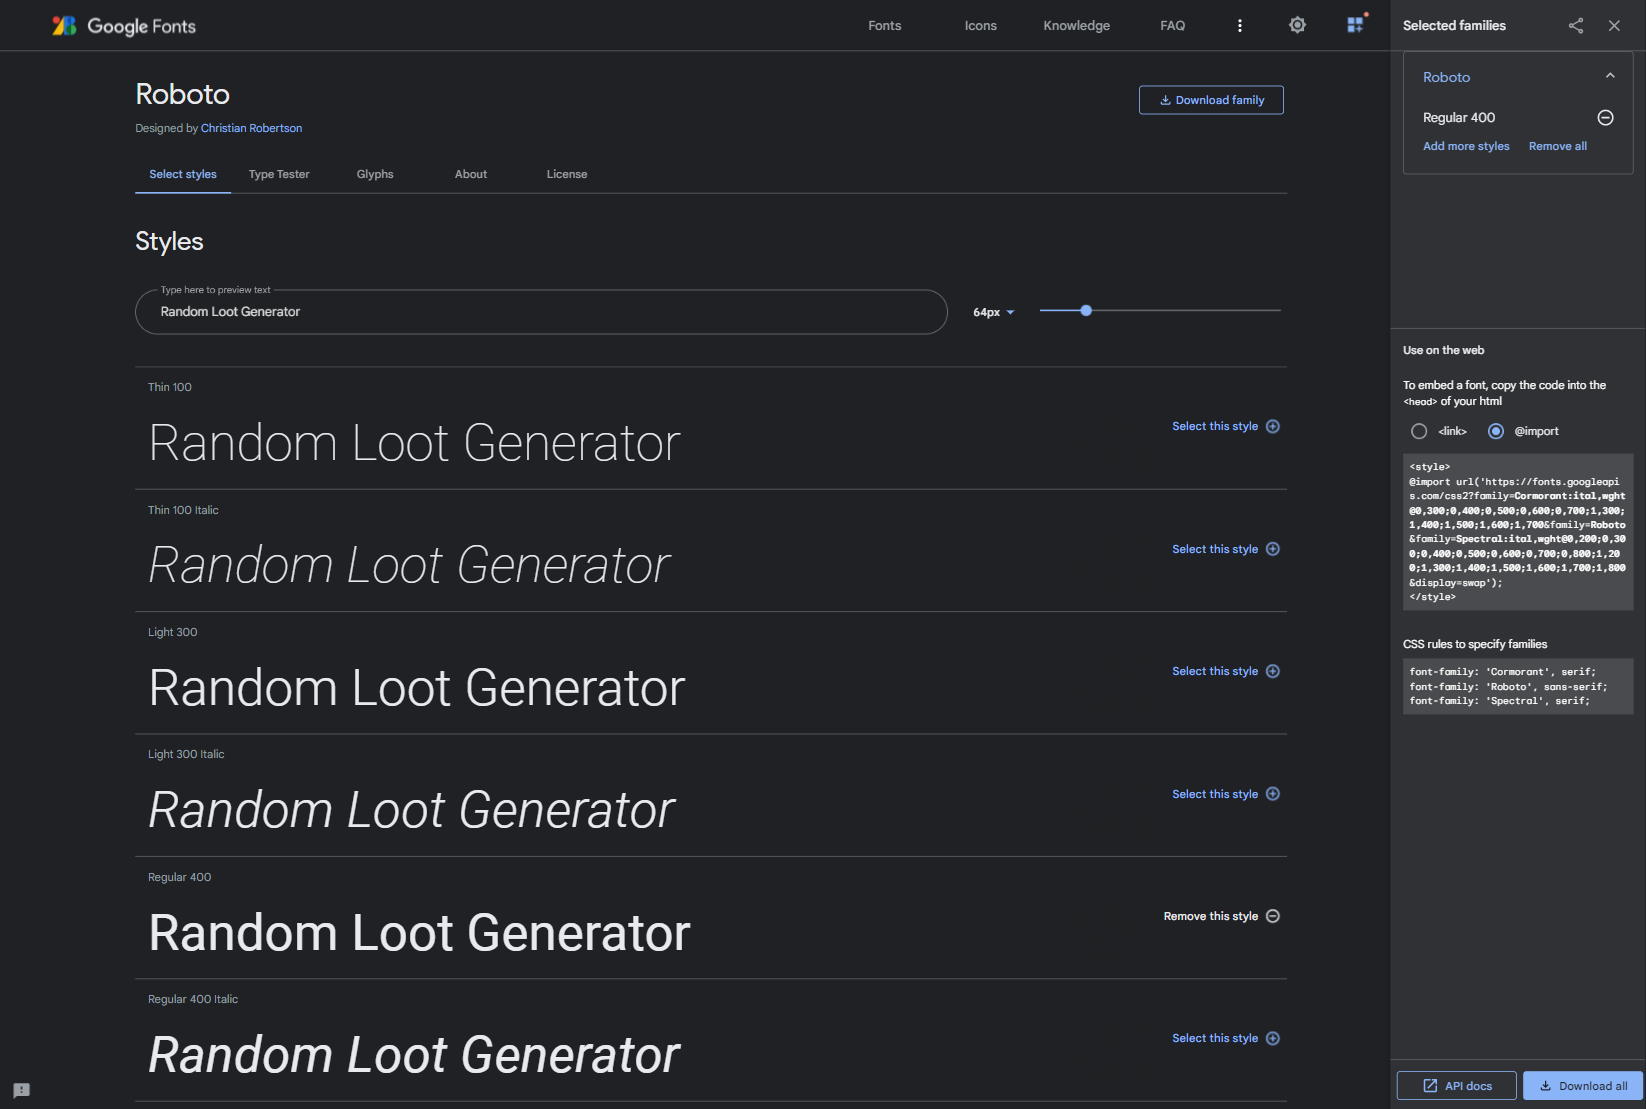 Google Fonts
Fonts
Icons
Knowledge
FAQ
Roboto
Designed by Christian Robertson
Download family
Select styles
Type Tester
Glyphs
About
License
Styles
Type here to preview text
Random Loot Generator
64px
Thin 100
Random Loot Generator
Select this style
Thin 100 Italic
Random Loot Generator
Select this style
Light 300
Random Loot Generator
Select this style
Light 300 Italic
Random Loot Generator
Select this style
Regular 400
Random Loot Generator
Remove this style
Regular 400 Italic
Random Loot Generator
Select this style
Selected families
Roboto
Regular 400
Add more styles
Remove all
Use on the web
To embed a font, copy the code into the
<head> of your html
<link>
@import
<style>
@import url('https://fonts.googleapi
s.com/css2?family=Cormorant:ital,wght
@0,300;0,400;0,500;0,600;0,700;1,300;
1,400;1,500;1,600;1,700&family=Roboto
&family=Spectral:ital,wght@0,200;0,30
0;0,400;0,500;0,600;0,700;0,800;1,20
0;1,300;1,400;1,500;1,600;1,700;1,800
&display=swap');
</style>
CSS rules to specify families
font-family: 'Cormorant', serif;
font-family: 'Roboto', sans-serif;
font-family: 'Spectral', serif;
API docs
Download all